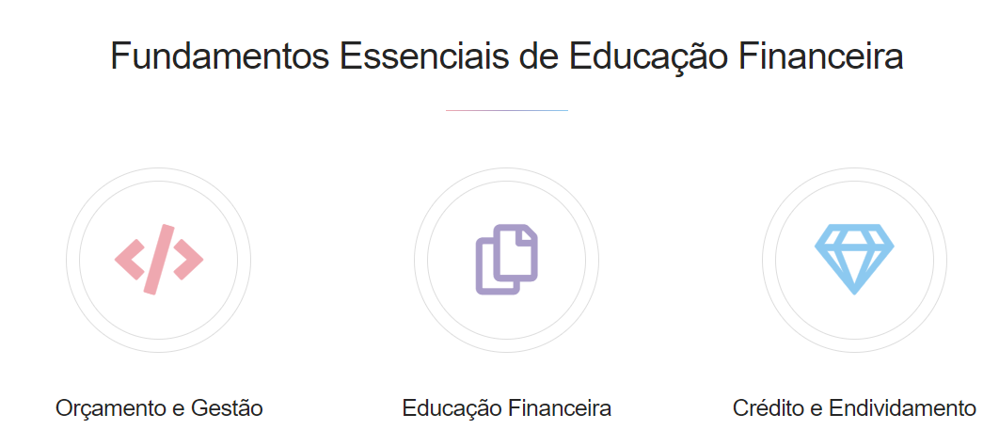 Fundamentos Essenciais de Educação Financeira
Orçamento e Gestão
Educação Financeira
Crédito e Endividamento